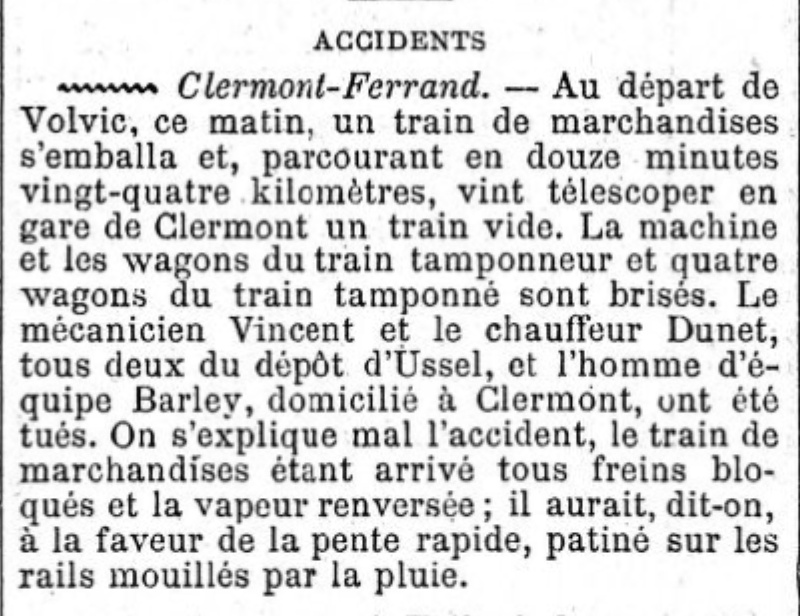 ACCIDENTS
Clermont-Ferrand. — Au départ de
Volvic, ce matin, un train de marchandises
s'emballa et, parcourant en douze minutes
vingt-quatre kilomètres, vint télescoper en
gare de Clermont un train vide. La machine
et les wagons du train tamponneur et quatre
wagons du train tamponné sont brisés. Le
mécanicien Vincent et le chauffeur Dunet,
tous deux du dépôt d'Ussel, et l'homme d'é-
quipe Barley, domicilié à Clermont, ont été
tués. On s'explique mal l'accident, le train de
marchandises étant arrivé tous freins blo-
qués et la vapeur renversée ; il aurait, dit-on,
à la faveur de la pente rapide, patiné sur les
rails mouillés par la pluie.